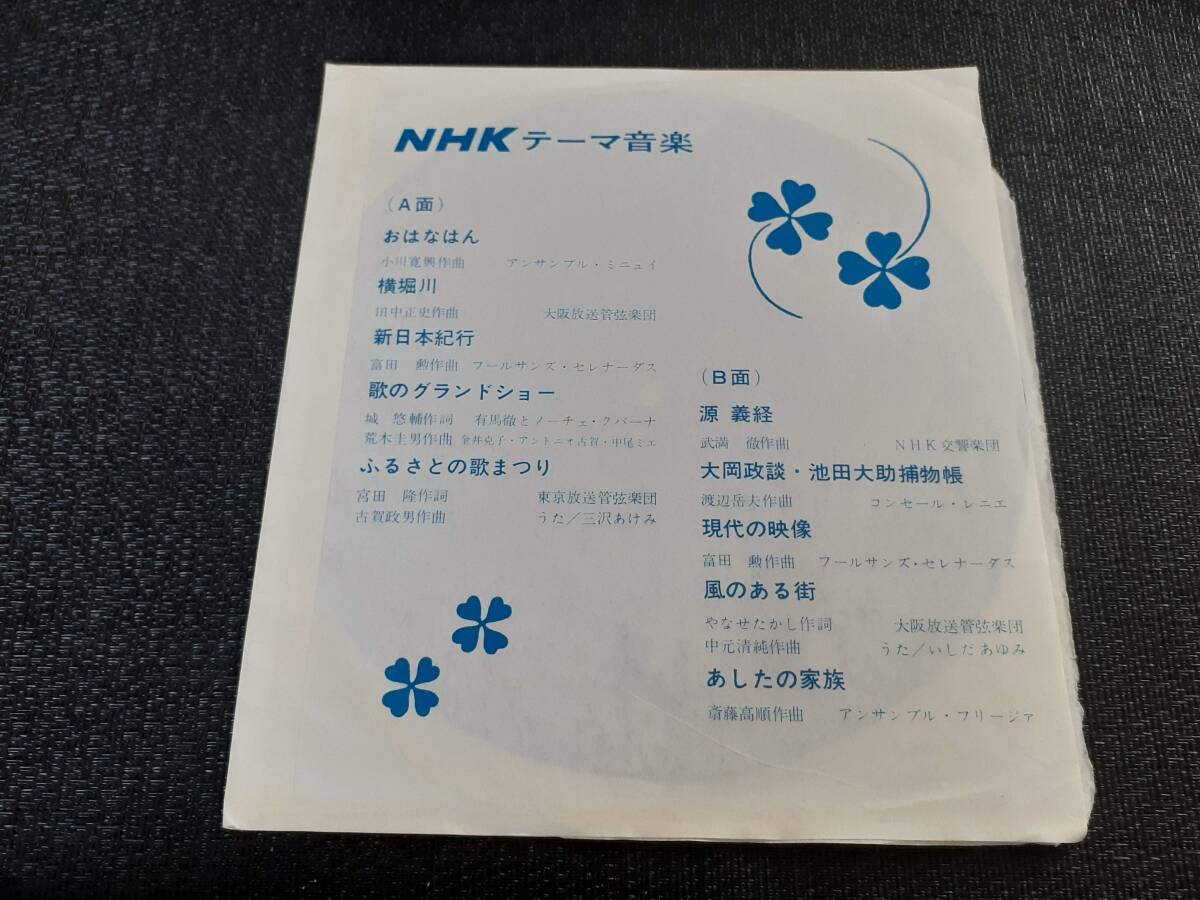 NHKテーマ音楽
(A面)
おはなはん
小川寛興作曲 アンサンブル・ミニュイ
横堀川
田中正史作曲 大阪放送管弦楽団
新日本紀行
富田 勲作曲 フールサンズ・セレナーダス
歌のグランドショー
城 悠輔作詞 有馬徹とノーチェ・クバーナ
荒木圭男作曲 金井克子・アントニオ古賀・中尾ミエ
ふるさとの歌まつり
宮田 隆作詞 東京放送管弦楽団
古賀政男作曲 うた／三沢あけみ
(B面)
源 義経
武満 徹作曲 NHK交響楽団
大岡政談・池田大助捕物帳
渡辺岳夫作曲 コンセール・レニエ
現代の映像
富田 勲作曲 フールサンズ・セレナーダス
風のある街
やなせたかし作詞 大阪放送管弦楽団
中元清純作曲 うた／いしだあゆみ
あしたの家族
斎藤高順作曲 アンサンブル・フリージア